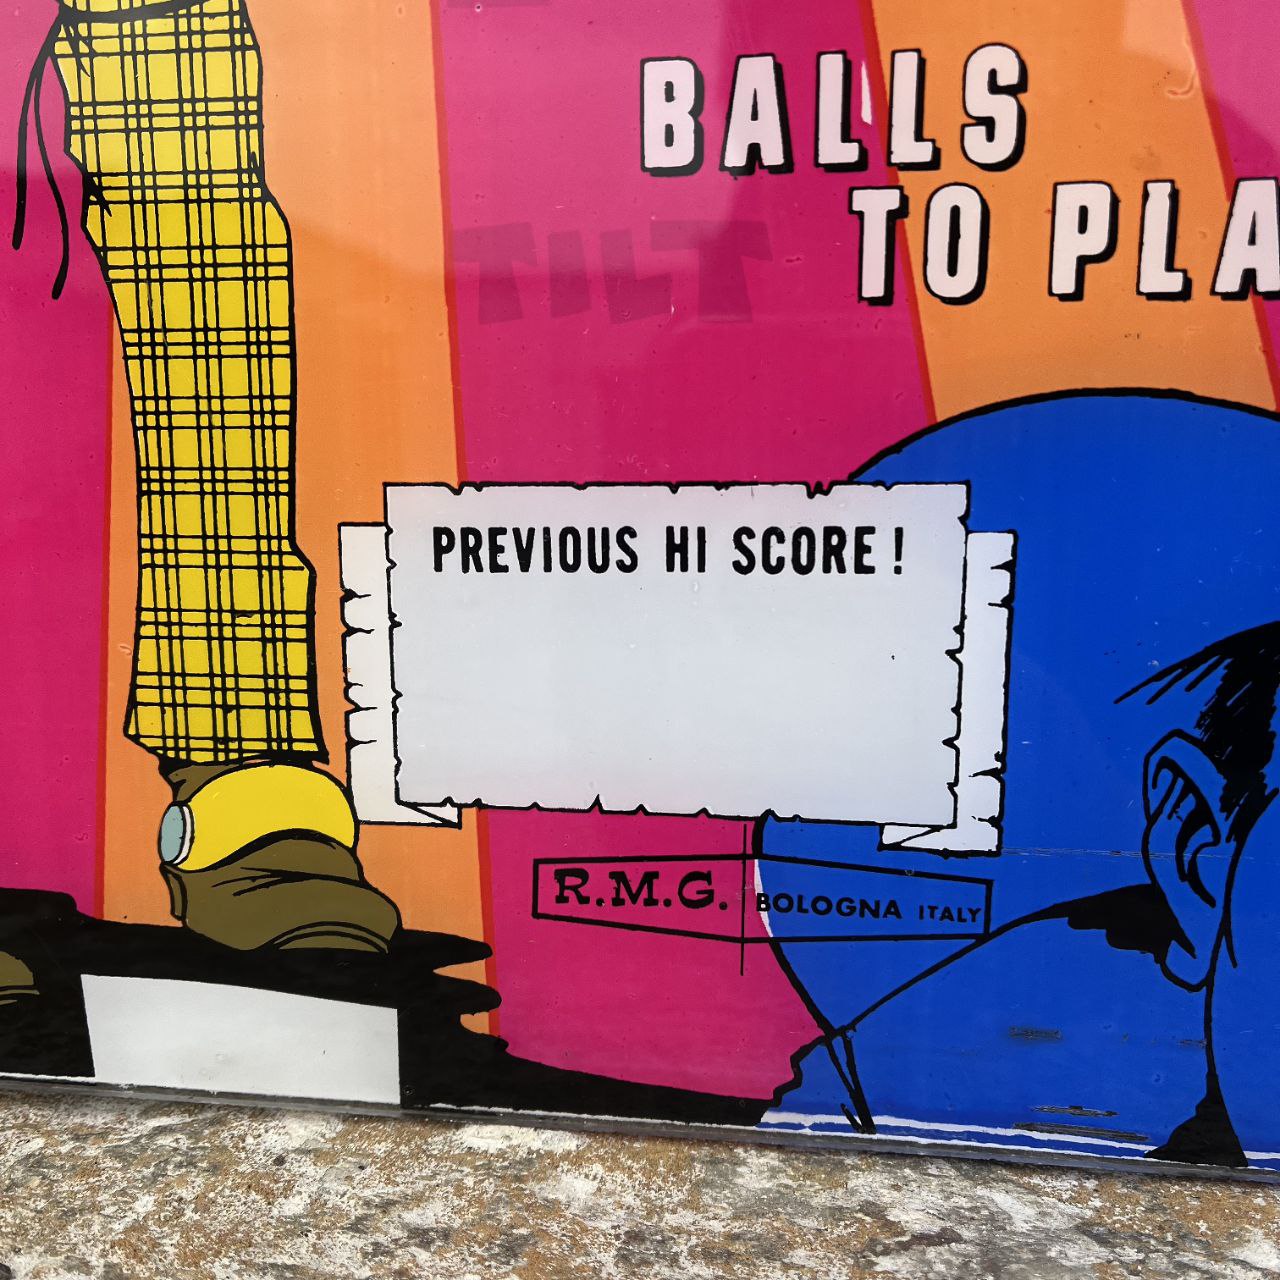 BALLS
TO PLA
TILT
PREVIOUS HI SCORE!
R.M.G. BOLOGNA ITALY